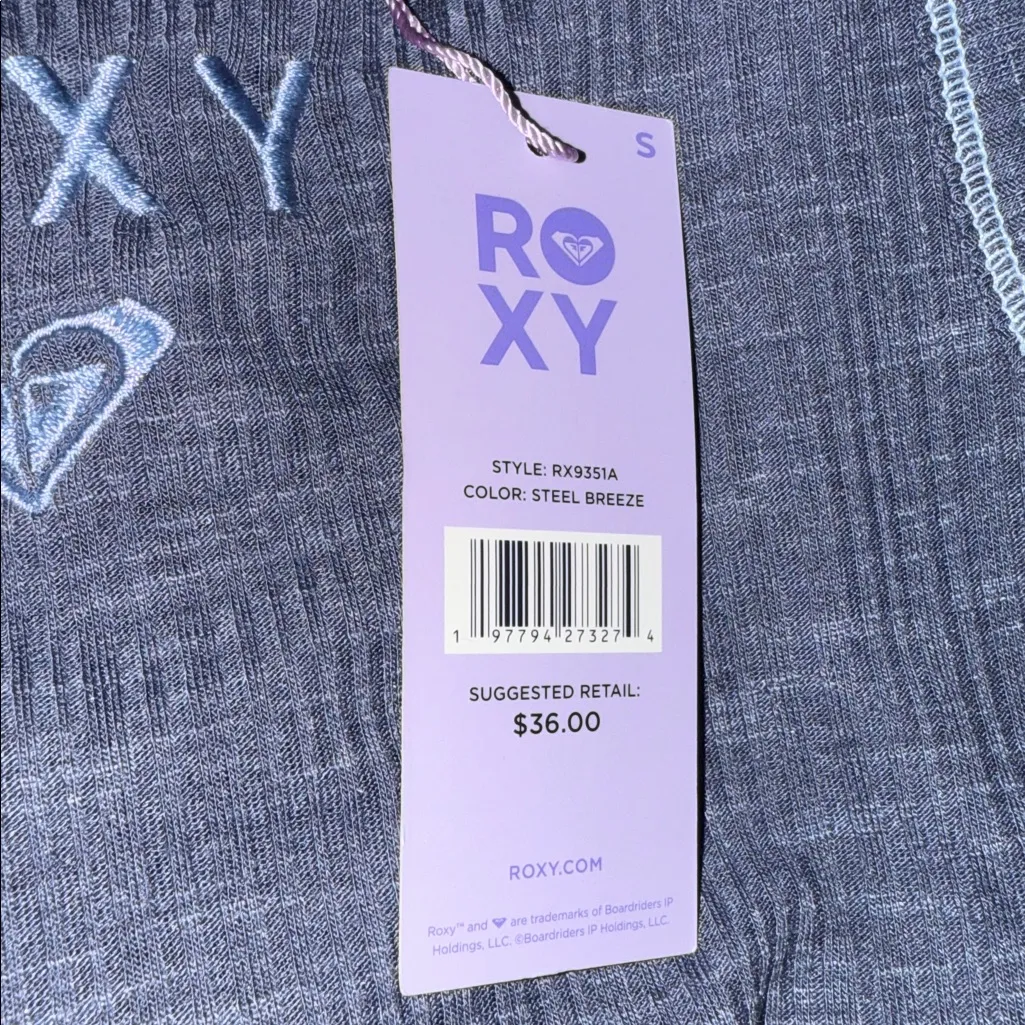 XY
S
RO
XY
STYLE: RX9351A
COLOR: STEEL BREEZE
1 97794 27327 4
SUGGESTED RETAIL:
$36.00
ROXY.COM
Roxy™ and are trademarks of Boardriders IP
Holdings, LLC. ©Boardriders IP Holdings, LLC.